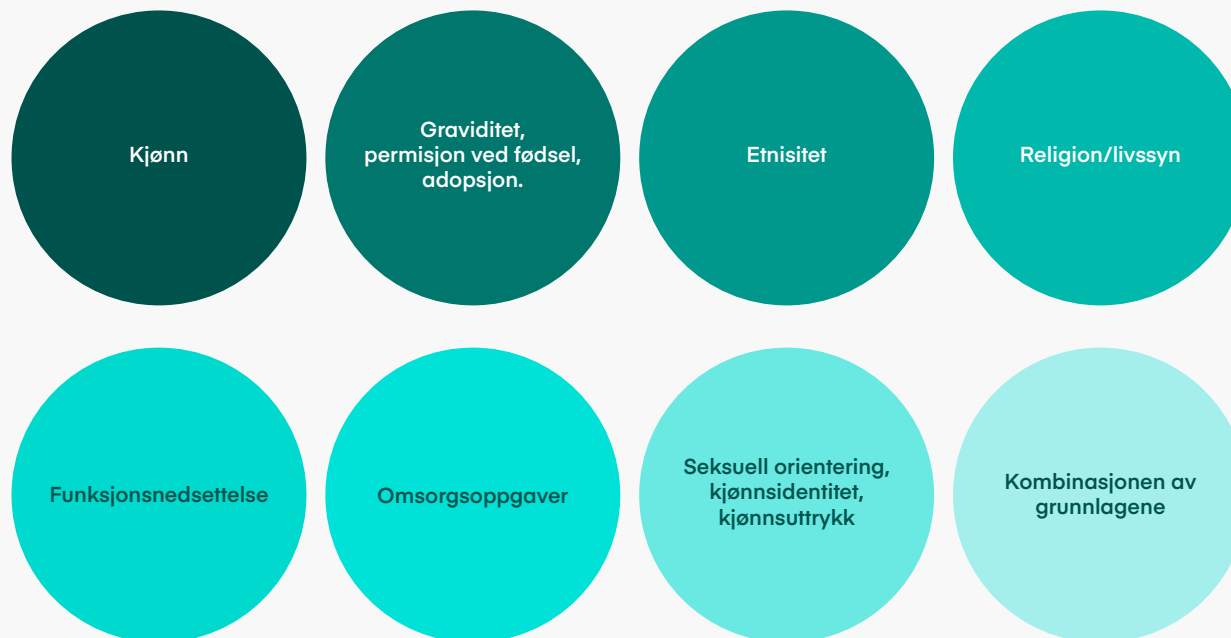 Kjønn
Graviditet,
permisjon ved fødsel,
adopsjon.
Etnisitet
Religion/livssyn
Funksjonsnedsettelse
Omsorgsoppgaver
Seksuell orientering,
kjønnsidentitet,
kjønnsuttrykk
Kombinasjonen av
grunnlagene